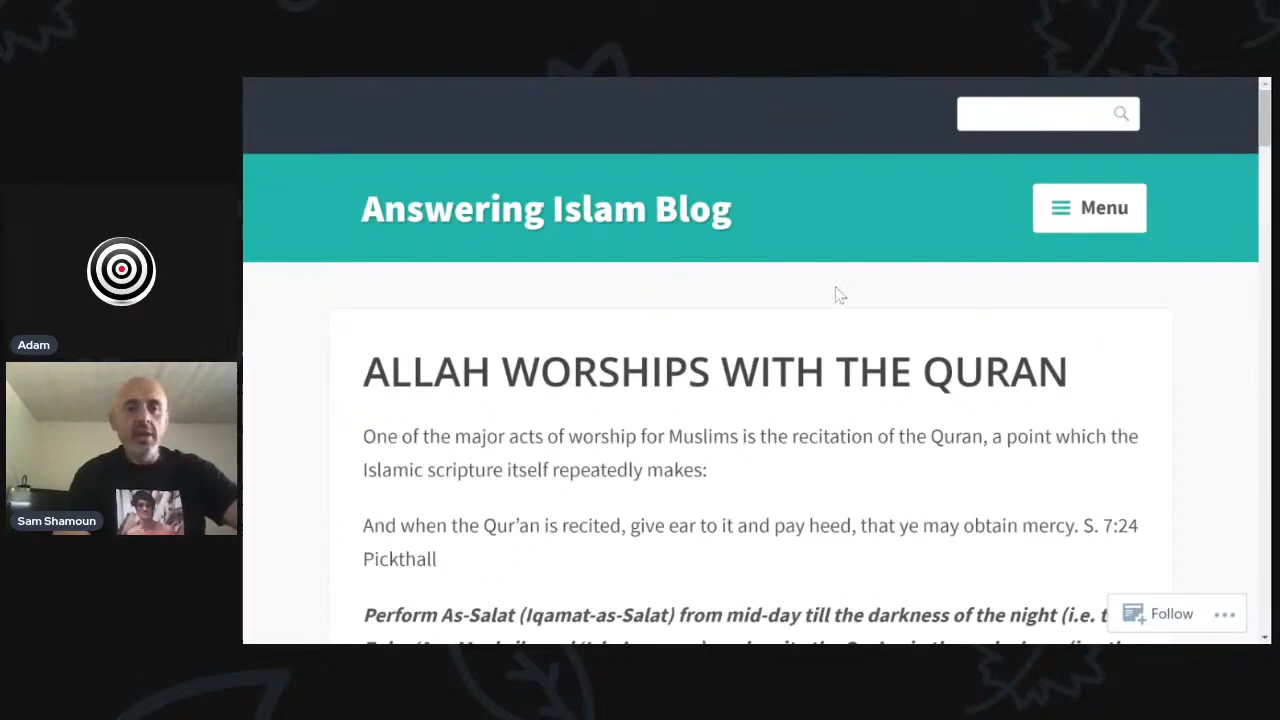 Answering Islam Blog
Menu
ALLAH WORSHIPS WITH THE QURAN
One of the major acts of worship for Muslims is the recitation of the Quran, a point which the
Islamic scripture itself repeatedly makes:
And when the Qur’an is recited, give ear to it and pay heed, that ye may obtain mercy. S. 7:24
Pickthall
Perform As-Salat (Iqamat-as-Salat) from mid-day till the darkness of the night (i.e. t
Follow
Adam
Sam Shamoun